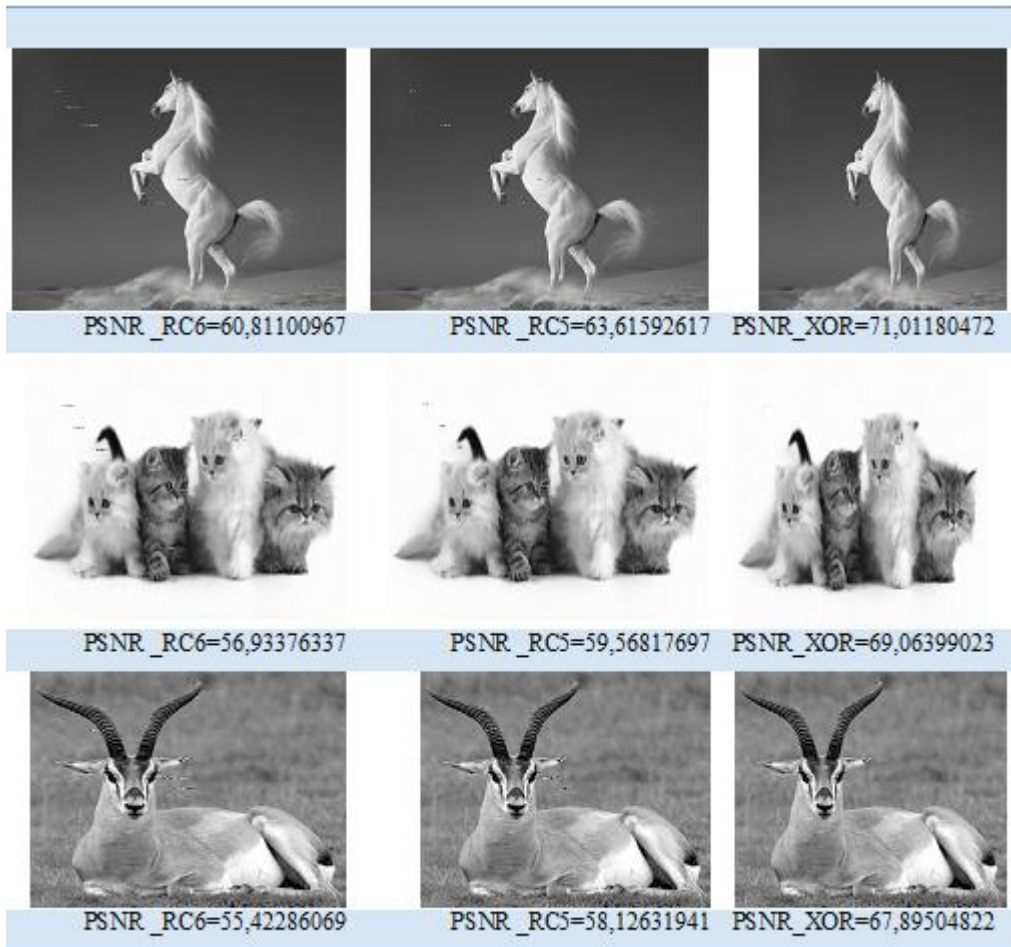 PSNR _RC6=60,81100967 PSNR _RC5=63,61592617 PSNR_XOR=71,01180472
PSNR _RC6=56,93376337 PSNR _RC5=59,56817697 PSNR_XOR=69,06399023
PSNR _RC6=55,42286069 PSNR _RC5=58,12631941 PSNR_XOR=67,89504822